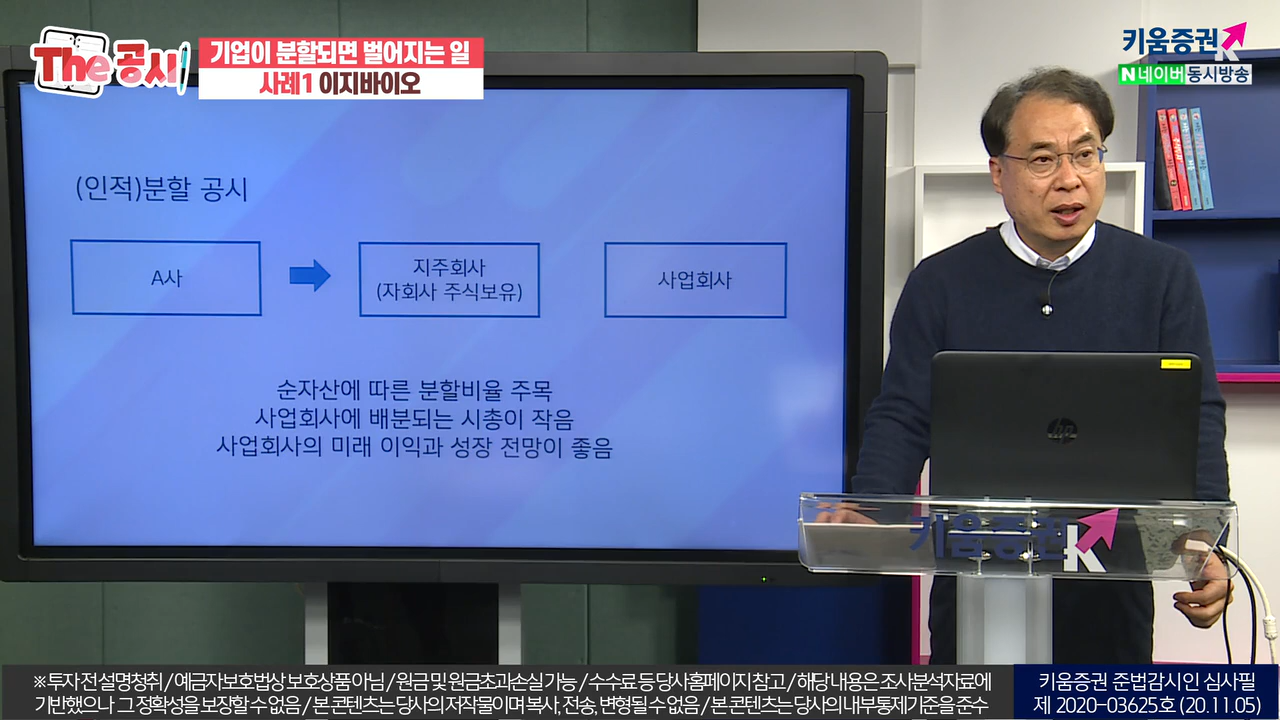 The 공시
기업이 분할되면 벌어지는 일
사례1 이지바이오
키움증권
N 네이버 동시방송
(인적)분할 공시
A사
지주회사
(자회사 주식보유)
사업회사
순자산에 따른 분할비율 주목
사업회사에 배분되는 시총이 작음
사업회사의 미래 이익과 성장 전망이 좋음
hp
키움증권
※ 투자 전 설명청취 / 예금자보호법상 보호상품 아님 / 원금 및 원금초과손실 가능 / 수수료 등 당사홈페이지 참고 / 해당 내용은 조사분석자료에
기반했으나 그 정확성을 보장할 수 없음 / 본 콘텐츠는 당사의 저작물이며 복사, 전송, 변형될 수 없음 / 본 콘텐츠는 당사의 내부통제기준을 준수
키움증권 준법감시인 심사필
제 2020-03625호 (20.11.05)